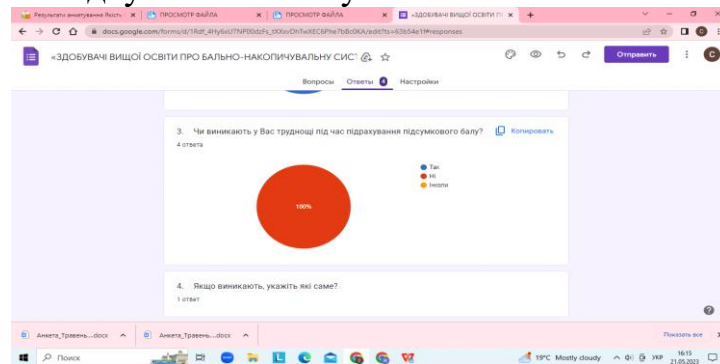 Результати анкетування Якість
ПРОСМОТР ФАЙЛА
ПРОСМОТР ФАЙЛА
«ЗДОБУВАЧІ ВИЩОЇ ОСВІТИ П
docs.google.com/forms/d/
«ЗДОБУВАЧІ ВИЩОЇ ОСВІТИ ПРО БАЛЬНО-НАКОПИЧУВАЛЬНУ СИС
Отправить
Вопросы Ответы 4 Настройки
3. Чи виникають у Вас труднощі під час підрахування підсумкового балу?
Копировать
4 ответа
Так
Ні
Інколи
100%
4. Якщо виникають, укажіть які саме?
1 ответ
Анкета_Травень....docx
Анкета_Травень....docx
Показать все
Поиск
19°C Mostly cloudy
УКР
16:15
21.05.2023